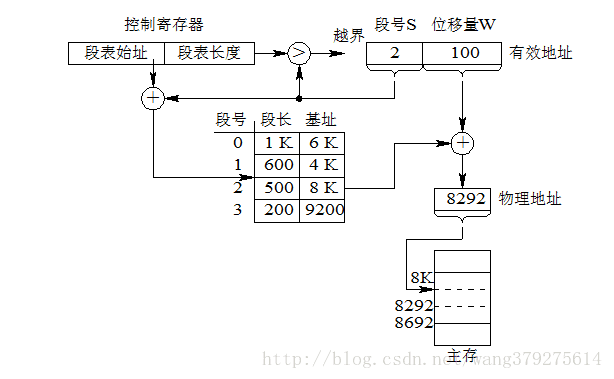 控制寄存器
段表始址 段表长度
>
越界
段号S 位移量W
2 100
有效地址
+
段号 段长 基址
0 1 K 6 K
1 600 4 K
2 500 8 K
3 200 9200
+
8292 物理地址
8K
8292
8692
主存
http://blog.csdn.net/wang379275614